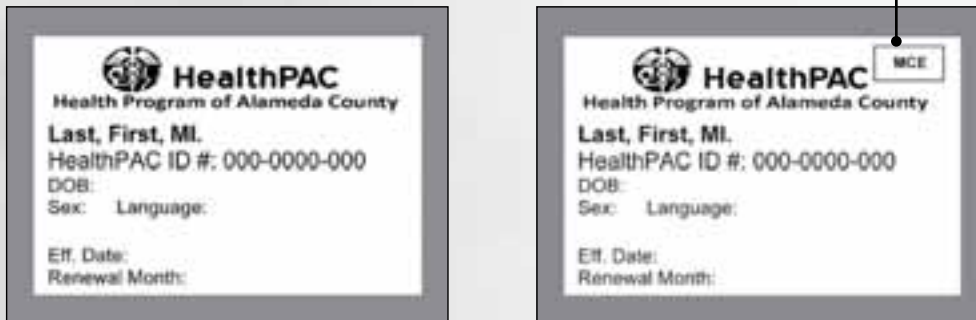 HealthPAC
Health Program of Alameda County
Last, First, MI.
HealthPAC ID #: 000-0000-000
DOB:
Sex: Language:
Eff. Date:
Renewal Month:
MCE
HealthPAC
Health Program of Alameda County
Last, First, MI.
HealthPAC ID #: 000-0000-000
DOB:
Sex: Language:
Eff. Date:
Renewal Month: